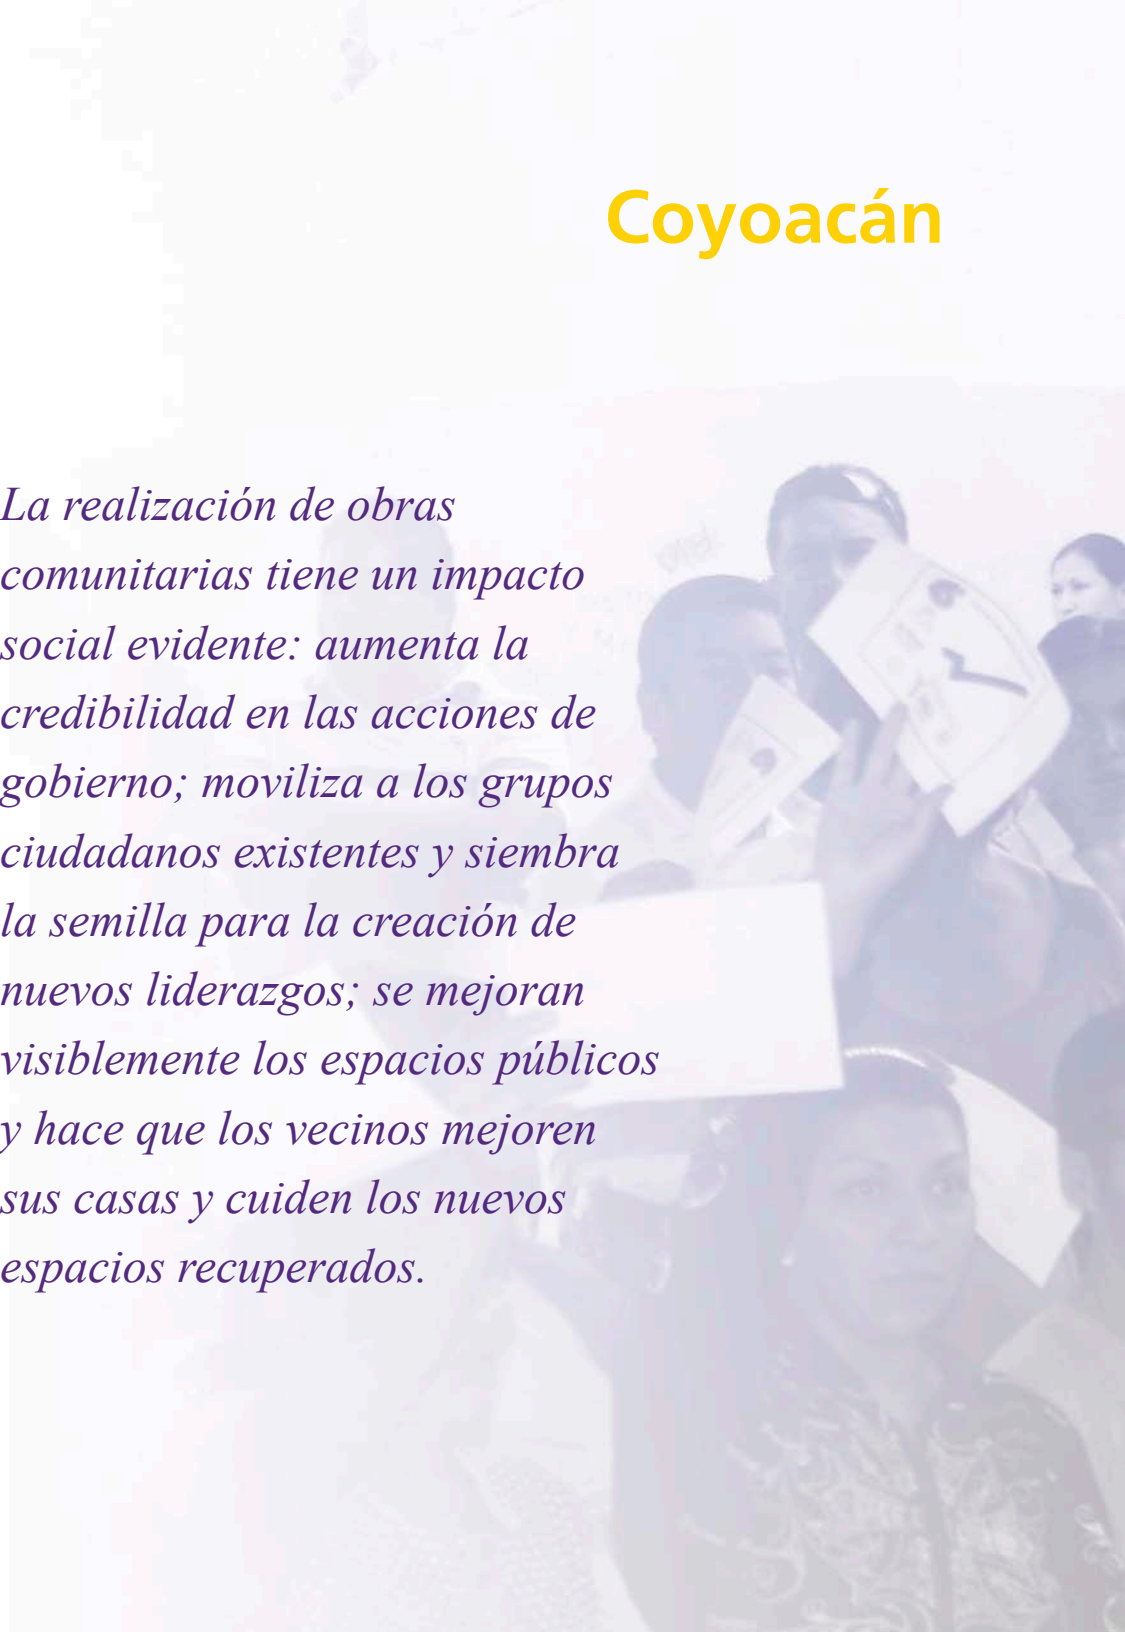 Coyoacán
La realización de obras
comunitarias tiene un impacto
social evidente: aumenta la
credibilidad en las acciones de
gobierno; moviliza a los grupos
ciudadanos existentes y siembra
la semilla para la creación de
nuevos liderazgos; se mejoran
visiblemente los espacios públicos
y hace que los vecinos mejoren
sus casas y cuiden los nuevos
espacios recuperados.